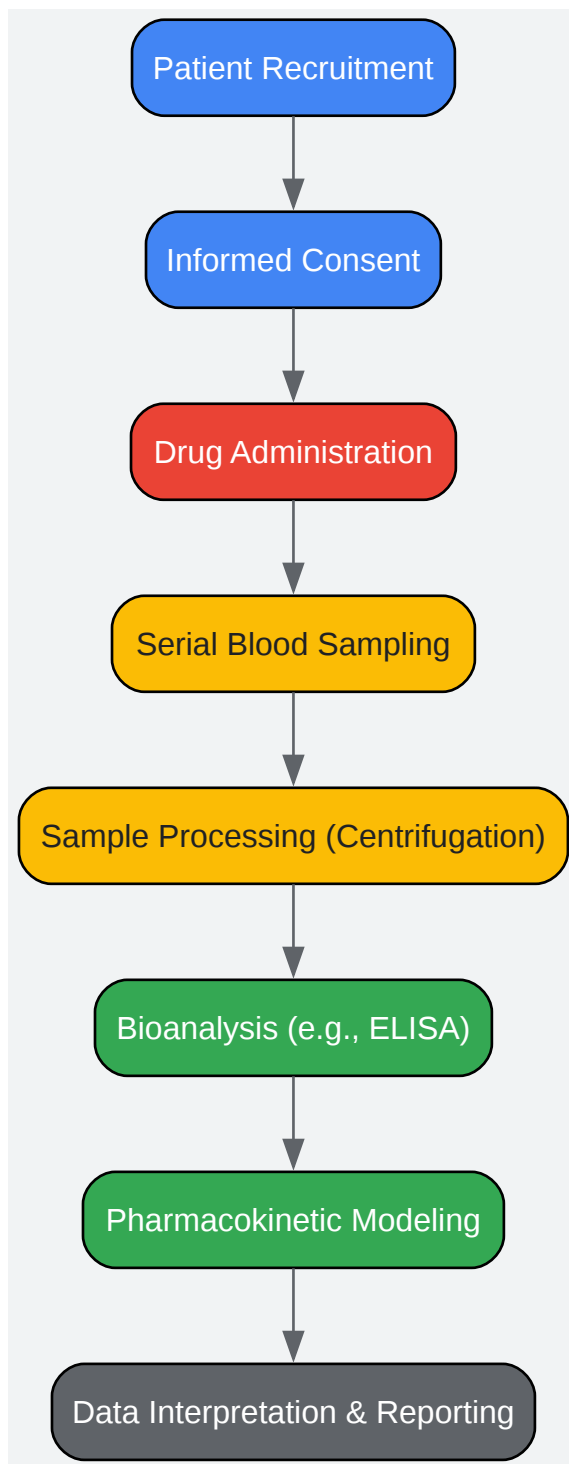 Patient Recruitment
Informed Consent
Drug Administration
Serial Blood Sampling
Sample Processing (Centrifugation)
Bioanalysis (e.g., ELISA)
Pharmacokinetic Modeling
Data Interpretation & Reporting